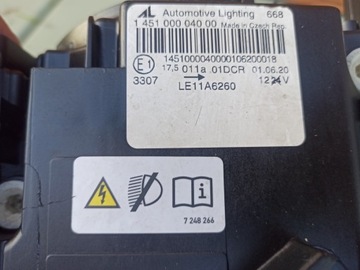 AL Automotive Lighting 668
1 451 000 040 00 Made in Czech Rep.
1451000040000106200018
E1 17,5 011a .01DCR 01.06.20
3307 LE11A6260 12 V
i
7 248 266